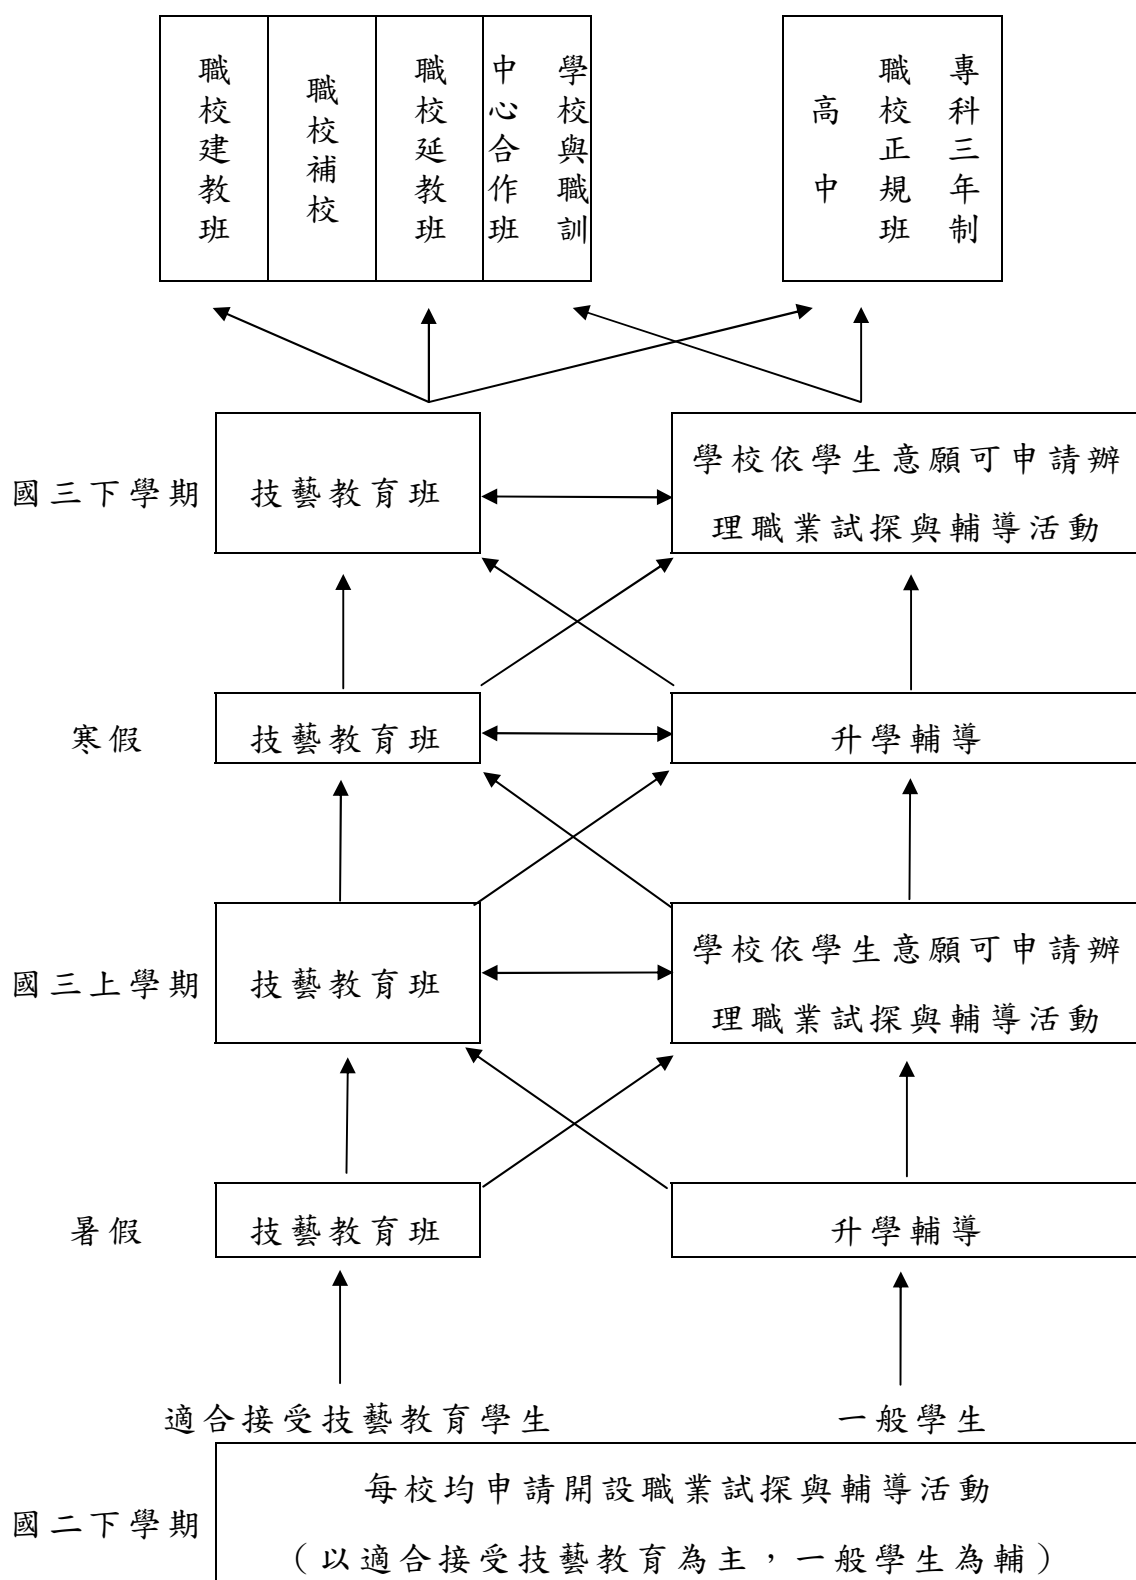 職校建教班
職校補校
職校延教班
學校與職訓
中心合作班
專科三年制
職校正規班
高中
國三下學期
技藝教育班
學校依學生意願可申請辦
理職業試探與輔導活動
寒假
技藝教育班
升學輔導
國三上學期
技藝教育班
學校依學生意願可申請辦
理職業試探與輔導活動
暑假
技藝教育班
升學輔導
適合接受技藝教育學生
一般學生
國二下學期
每校均申請開設職業試探與輔導活動
（以適合接受技藝教育為主，一般學生為輔）